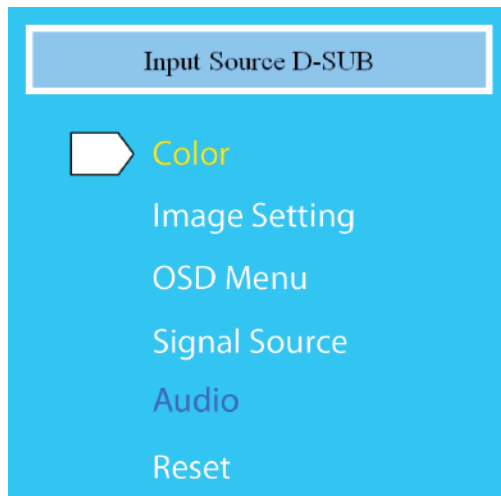 Input Source D-SUB
Color
Image Setting
OSD Menu
Signal Source
Audio
Reset